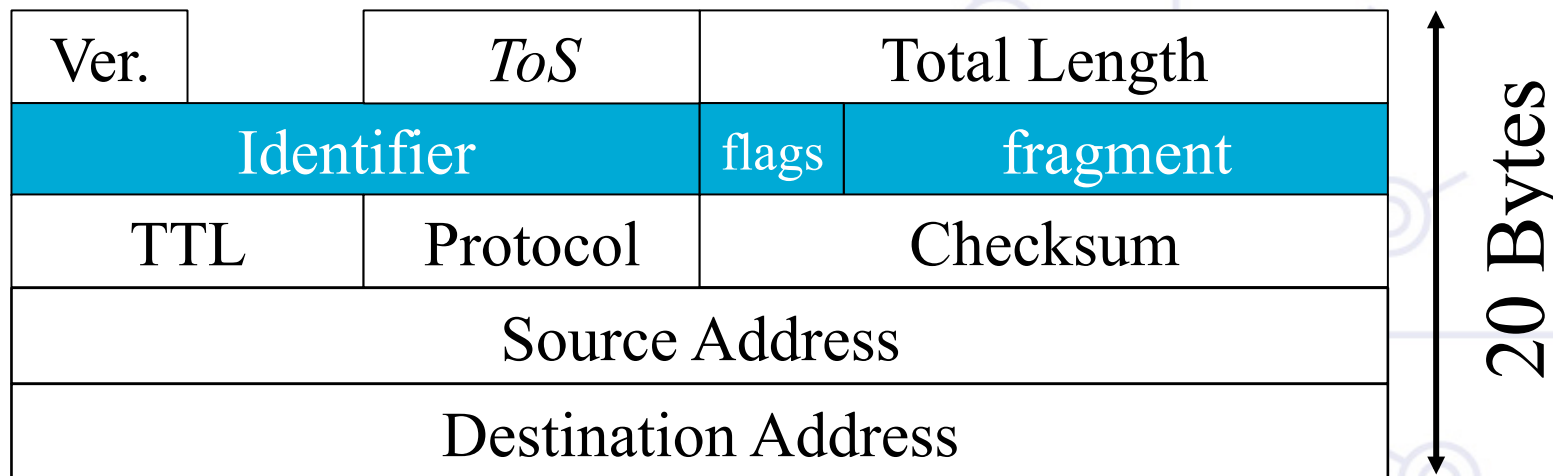 Ver. ToS Total Length
Identifier flags fragment
TTL Protocol Checksum
Source Address
Destination Address
20 Bytes